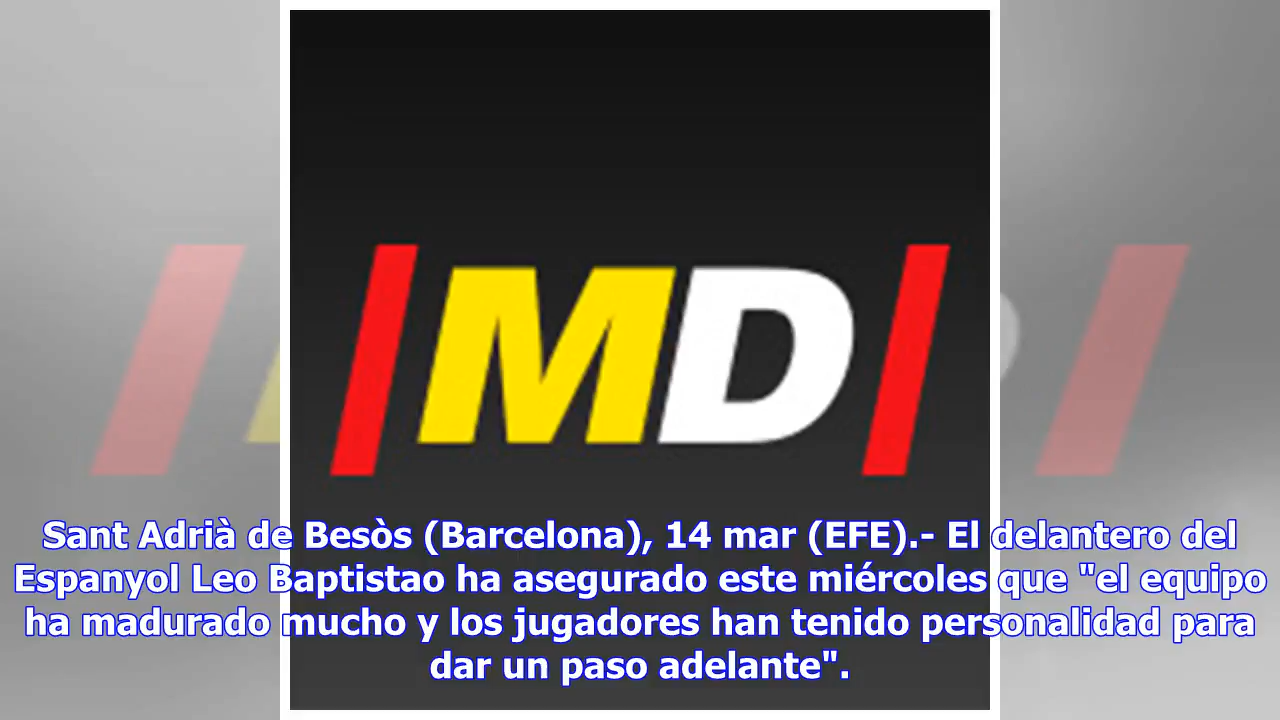 |MD|
Sant Adrià de Besòs (Barcelona), 14 mar (EFE).- El delantero del
Espanyol Leo Baptistao ha asegurado este miércoles que "el equipo
ha madurado mucho y los jugadores han tenido personalidad para
dar un paso adelante".